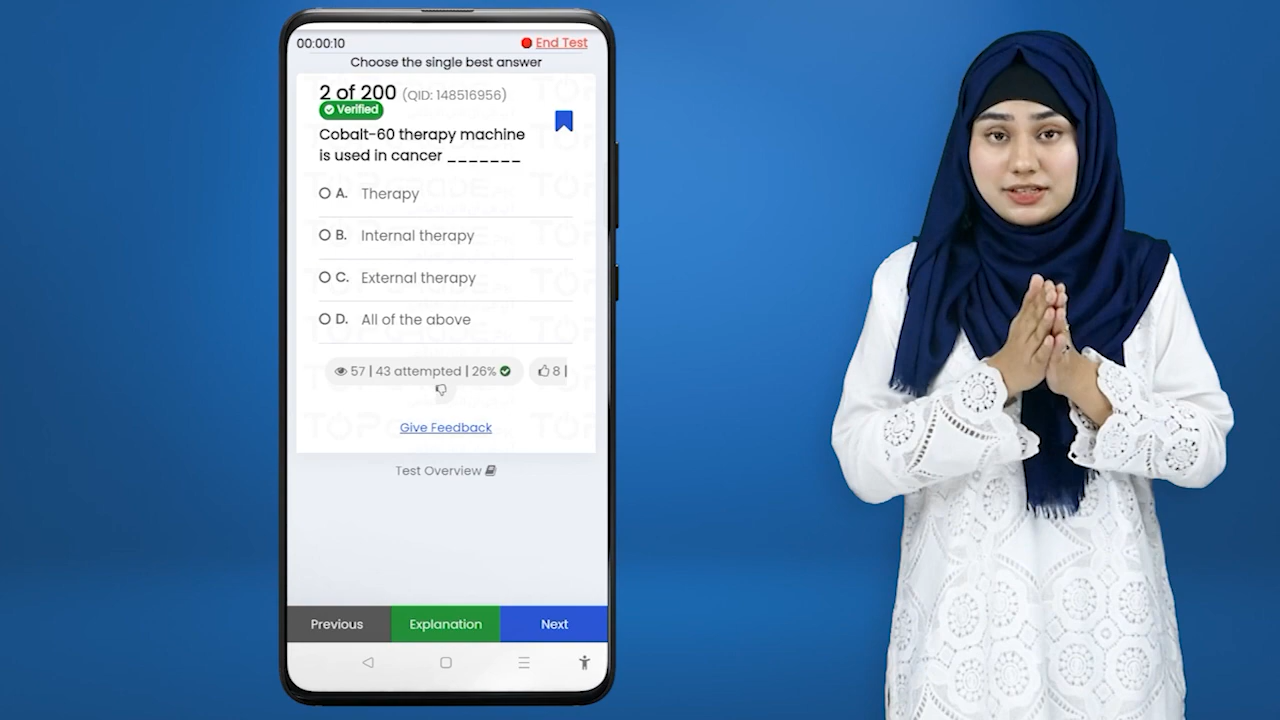 00:00:10 End Test
Choose the single best answer
2 of 200 (QID: 148516956)
Verified
Cobalt-60 therapy machine
is used in cancer _______
A. Therapy
B. Internal therapy
C. External therapy
D. All of the above
57 | 43 attempted | 26% 8 |
Give Feedback
Test Overview
Previous Explanation Next